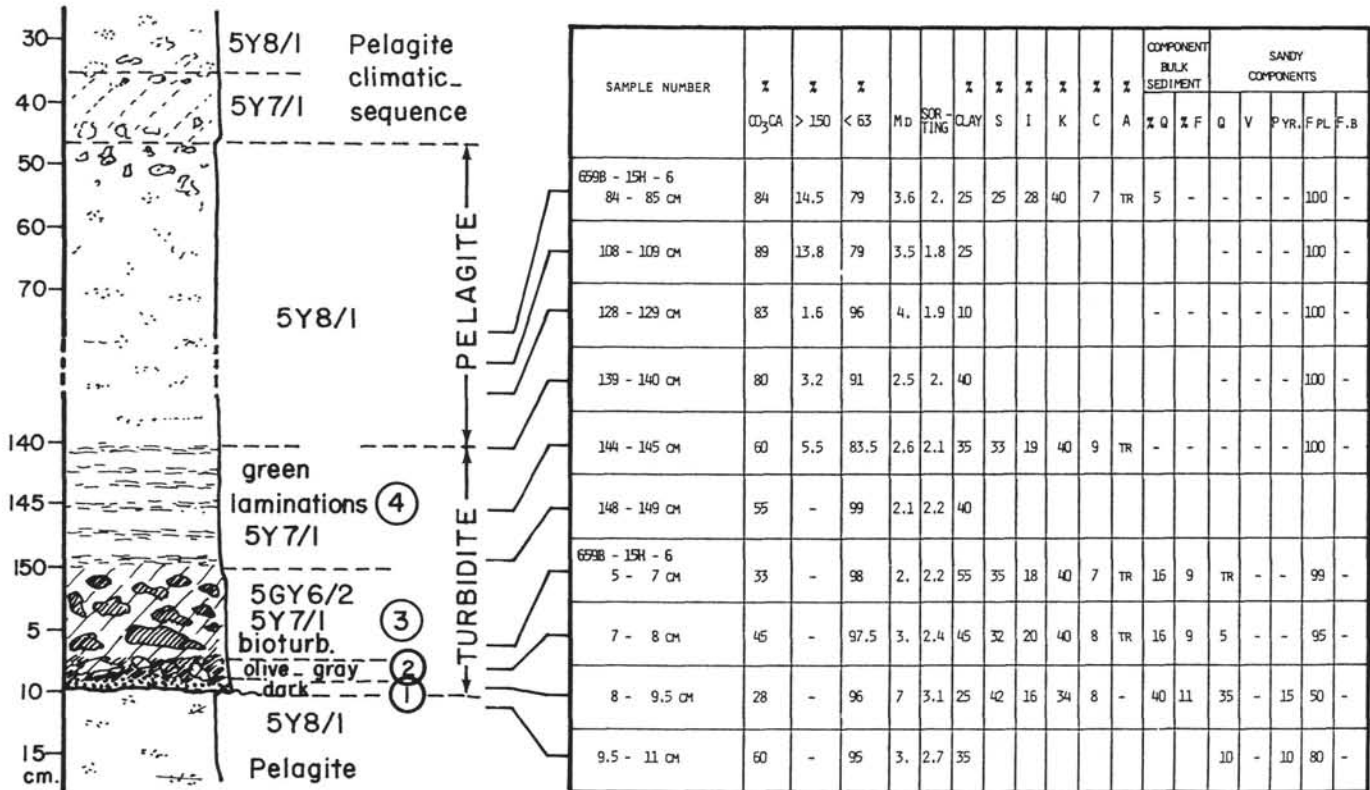 30
5Y8/1 Pelagite
climatic_
sequence
40
5Y7/1
50
60
70
5Y8/1
PELAGITE
140
green
laminations 4
145
5Y7/1
150
5GY6/2
5Y7/1 3
5
bioturb.
olive_gray 2
dark 1
10
5Y8/1
15
cm.
Pelagite
TURBIDITE
SAMPLE NUMBER % % % % % % % % % COMPONENT BULK SEDIMENT SANDY COMPONENTS
CO3CA > 150 < 63 MD SOR-TING CLAY S I K C A % Q % F Q V PYR. F PL F.B
659B - 15H - 6
84 - 85 CM 84 14.5 79 3.6 2. 25 25 28 40 7 TR 5 - - - - 100 -
108 - 109 CM 89 13.8 79 3.5 1.8 25 - - - 100 -
128 - 129 CM 83 1.6 96 4. 1.9 10 - - - - - 100 -
139 - 140 CM 80 3.2 91 2.5 2. 40 - - - 100 -
144 - 145 CM 60 5.5 83.5 2.6 2.1 35 33 19 40 9 TR - - - - - 100 -
148 - 149 CM 55 - 99 2.1 2.2 40
659B - 15H - 6
5 - 7 CM 33 - 98 2. 2.2 55 35 18 40 7 TR 16 9 TR - - 99 -
7 - 8 CM 45 - 97.5 3. 2.4 45 32 20 40 8 TR 16 9 5 - - 95 -
8 - 9.5 CM 28 - 96 7 3.1 25 42 16 34 8 - 40 11 35 - 15 50 -
9.5 - 11 CM 60 - 95 3. 2.7 35 10 - 10 80 -